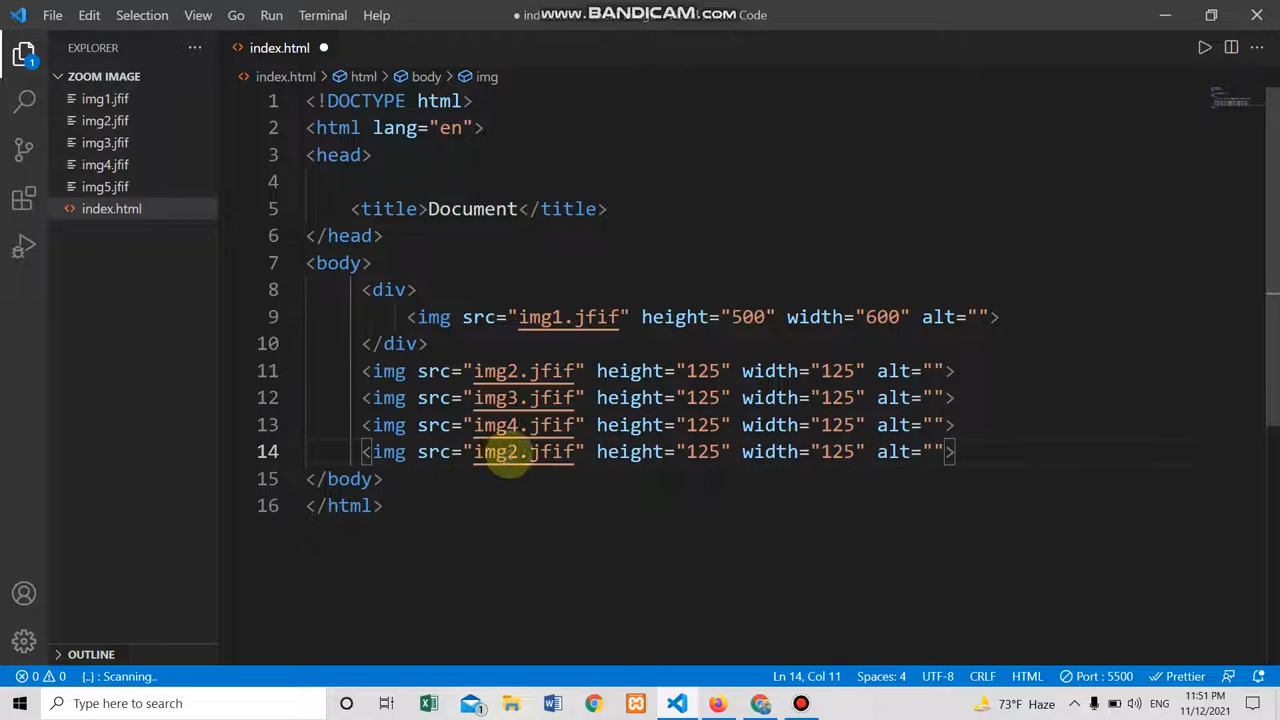 File Edit Selection View Go Run Terminal Help
● ind
www.BANDICAM.com
Code
EXPLORER
index.html
ZOOM IMAGE
img1.jfif
img2.jfif
img3.jfif
img4.jfif
img5.jfif
index.html
index.html > html > body > img
1 <!DOCTYPE html>
2 <html lang="en">
3 <head>
4
5 <title>Document</title>
6 </head>
7 <body>
8 <div>
9 <img src="img1.jfif" height="500" width="600" alt="">
10 </div>
11 <img src="img2.jfif" height="125" width="125" alt="">
12 <img src="img3.jfif" height="125" width="125" alt="">
13 <img src="img4.jfif" height="125" width="125" alt="">
14 <img src="img2.jfif" height="125" width="125" alt="">
15 </body>
16 </html>
1
OUTLINE
0 0 {..} : Scanning.. Ln 14, Col 11 Spaces: 4 UTF-8 CRLF HTML Port : 5500 Prettier
Type here to search
1
73°F Haze
ENG
11:51 PM
11/12/2021